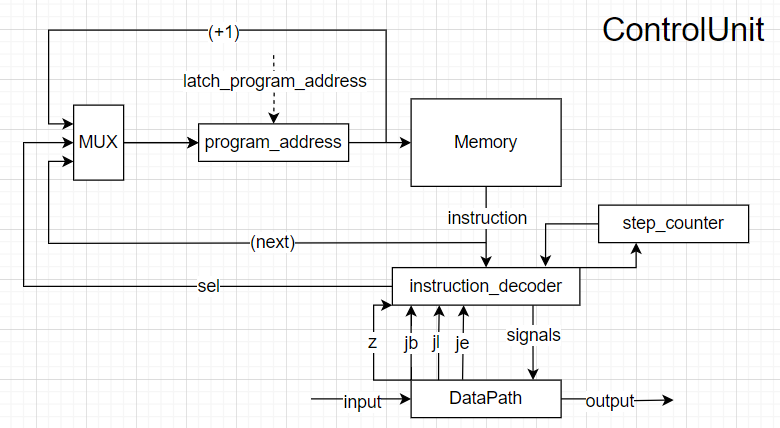 ControlUnit
(+1)
latch_program_address
MUX
program_address
Memory
instruction
step_counter
(next)
sel
instruction_decoder
z
jb
jl
je
signals
input
DataPath
output